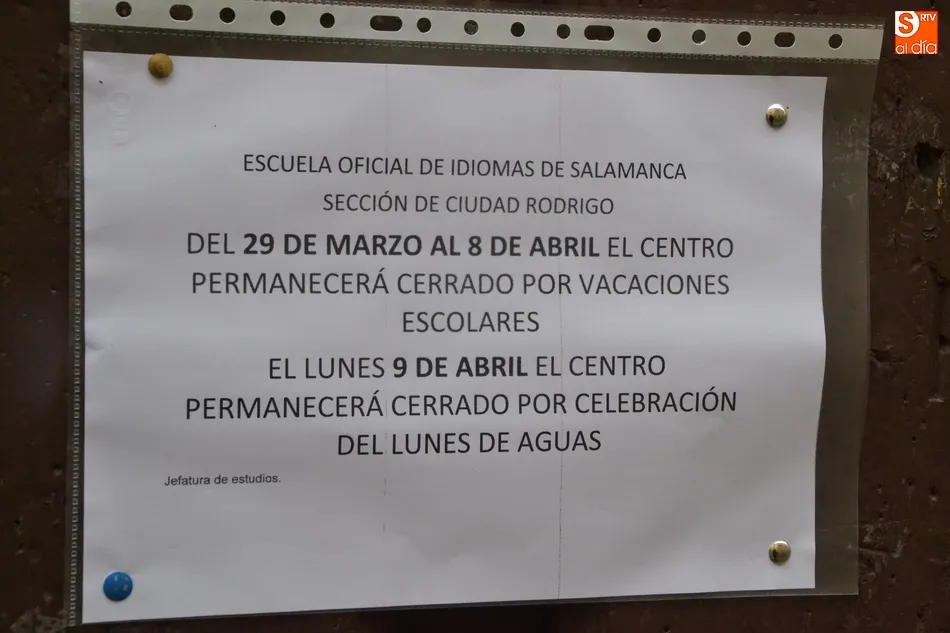 S RTV
al día
ESCUELA OFICIAL DE IDIOMAS DE SALAMANCA
SECCIÓN DE CIUDAD RODRIGO
DEL 29 DE MARZO AL 8 DE ABRIL EL CENTRO
PERMANECERÁ CERRADO POR VACACIONES
ESCOLARES
EL LUNES 9 DE ABRIL EL CENTRO
PERMANECERÁ CERRADO POR CELEBRACIÓN
DEL LUNES DE AGUAS
Jefatura de estudios.